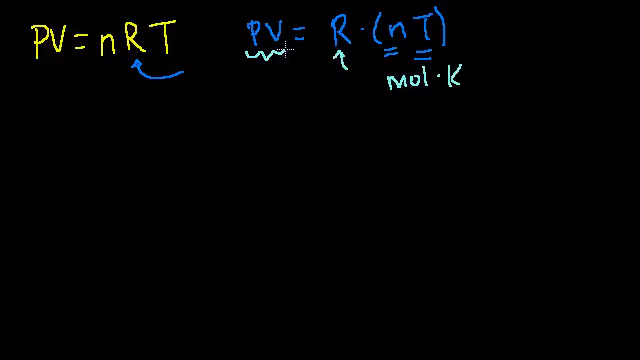 PV = nRT
PV = R · (nT)
mol · K